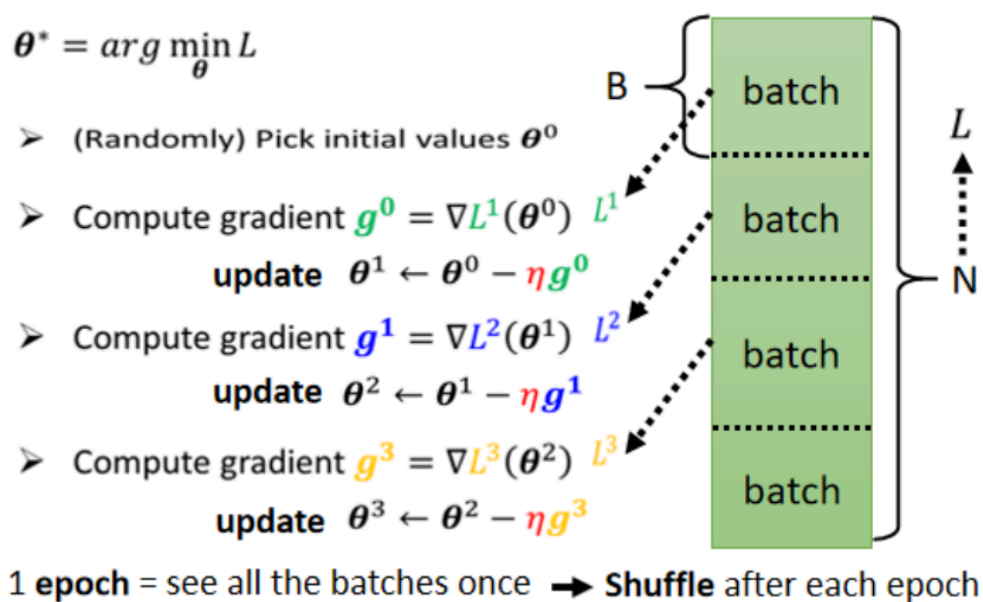 𝜽* = arg min L
𝜽
➢ (Randomly) Pick initial values 𝜽⁰
➢ Compute gradient g⁰ = ∇L¹(𝜽⁰) L¹
update 𝜽¹ ← 𝜽⁰ − ηg⁰
➢ Compute gradient g¹ = ∇L²(𝜽¹) L²
update 𝜽² ← 𝜽¹ − ηg¹
➢ Compute gradient g³ = ∇L³(𝜽²) L³
update 𝜽³ ← 𝜽² − ηg³
B
batch
batch
batch
batch
L
N
1 epoch = see all the batches once ➡ Shuffle after each epoch